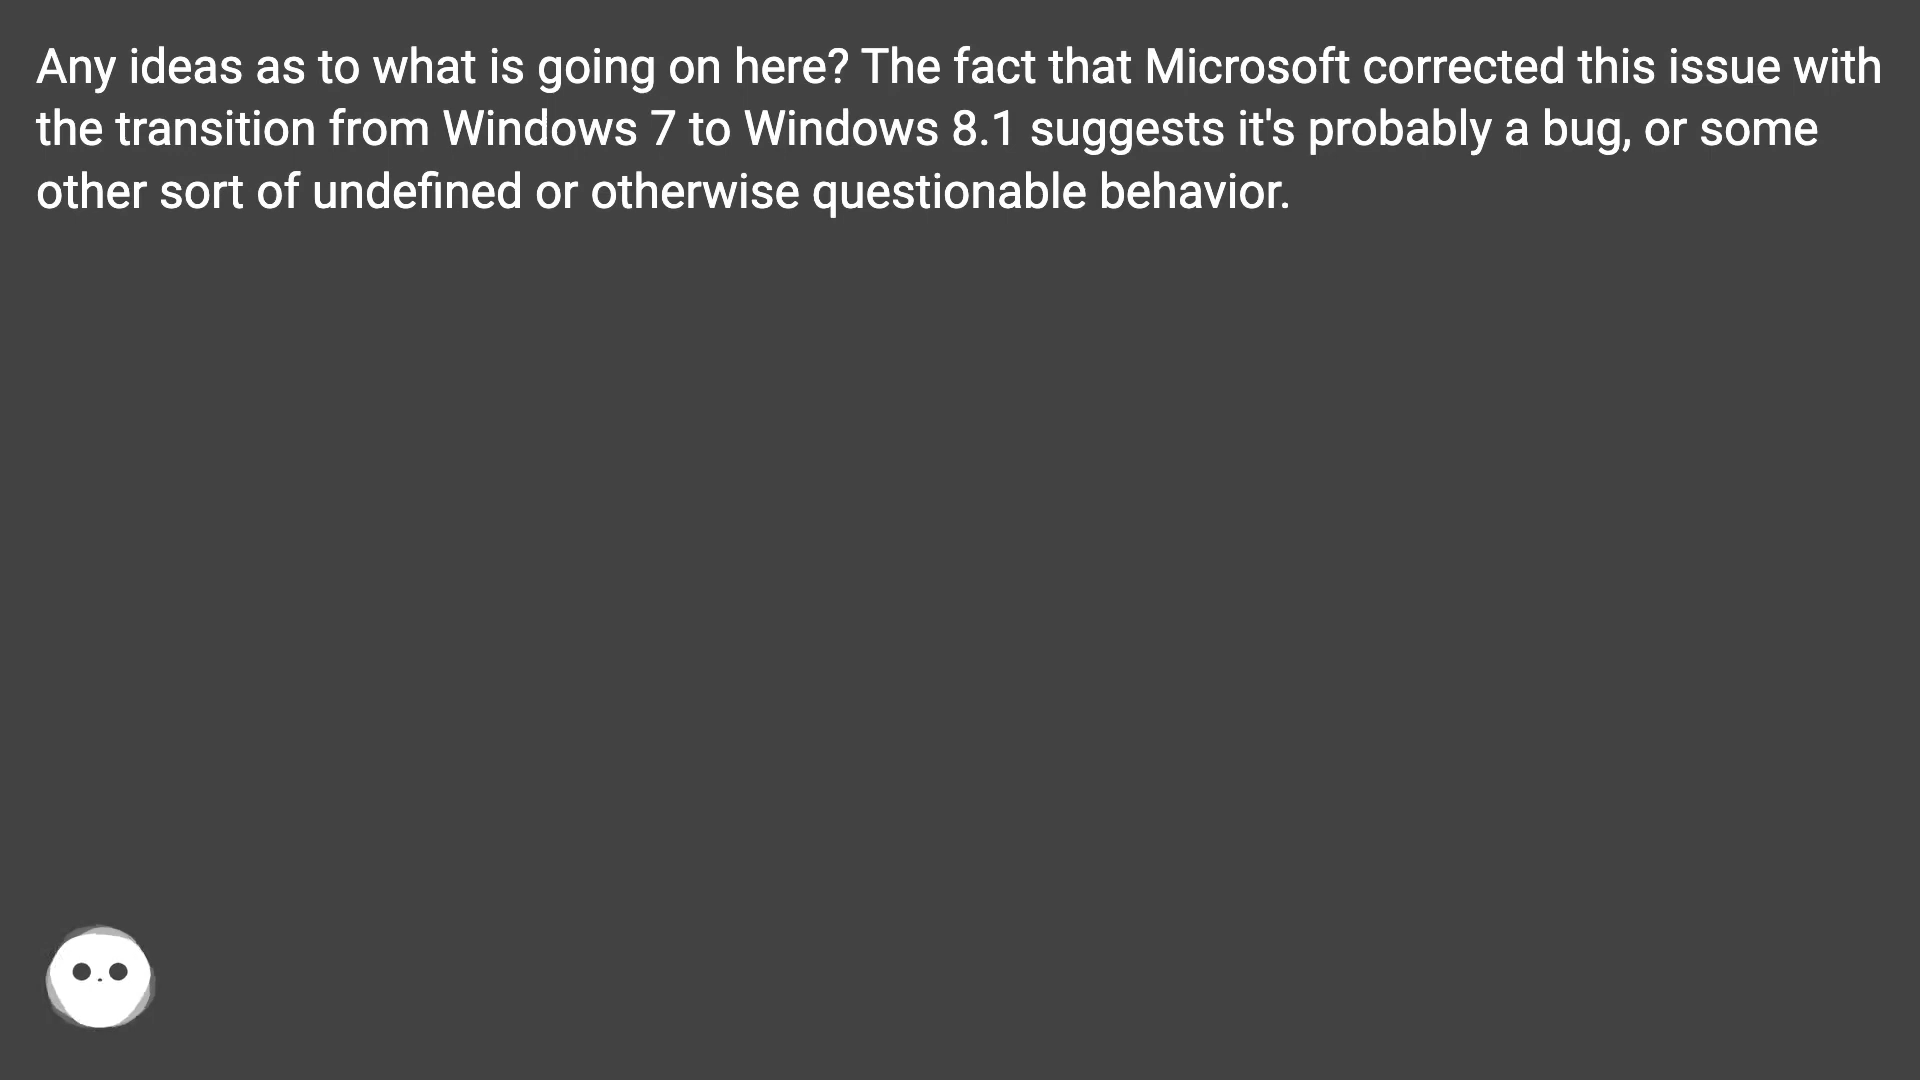 Any ideas as to what is going on here? The fact that Microsoft corrected this issue with
the transition from Windows 7 to Windows 8.1 suggests it's probably a bug, or some
other sort of undefined or otherwise questionable behavior.